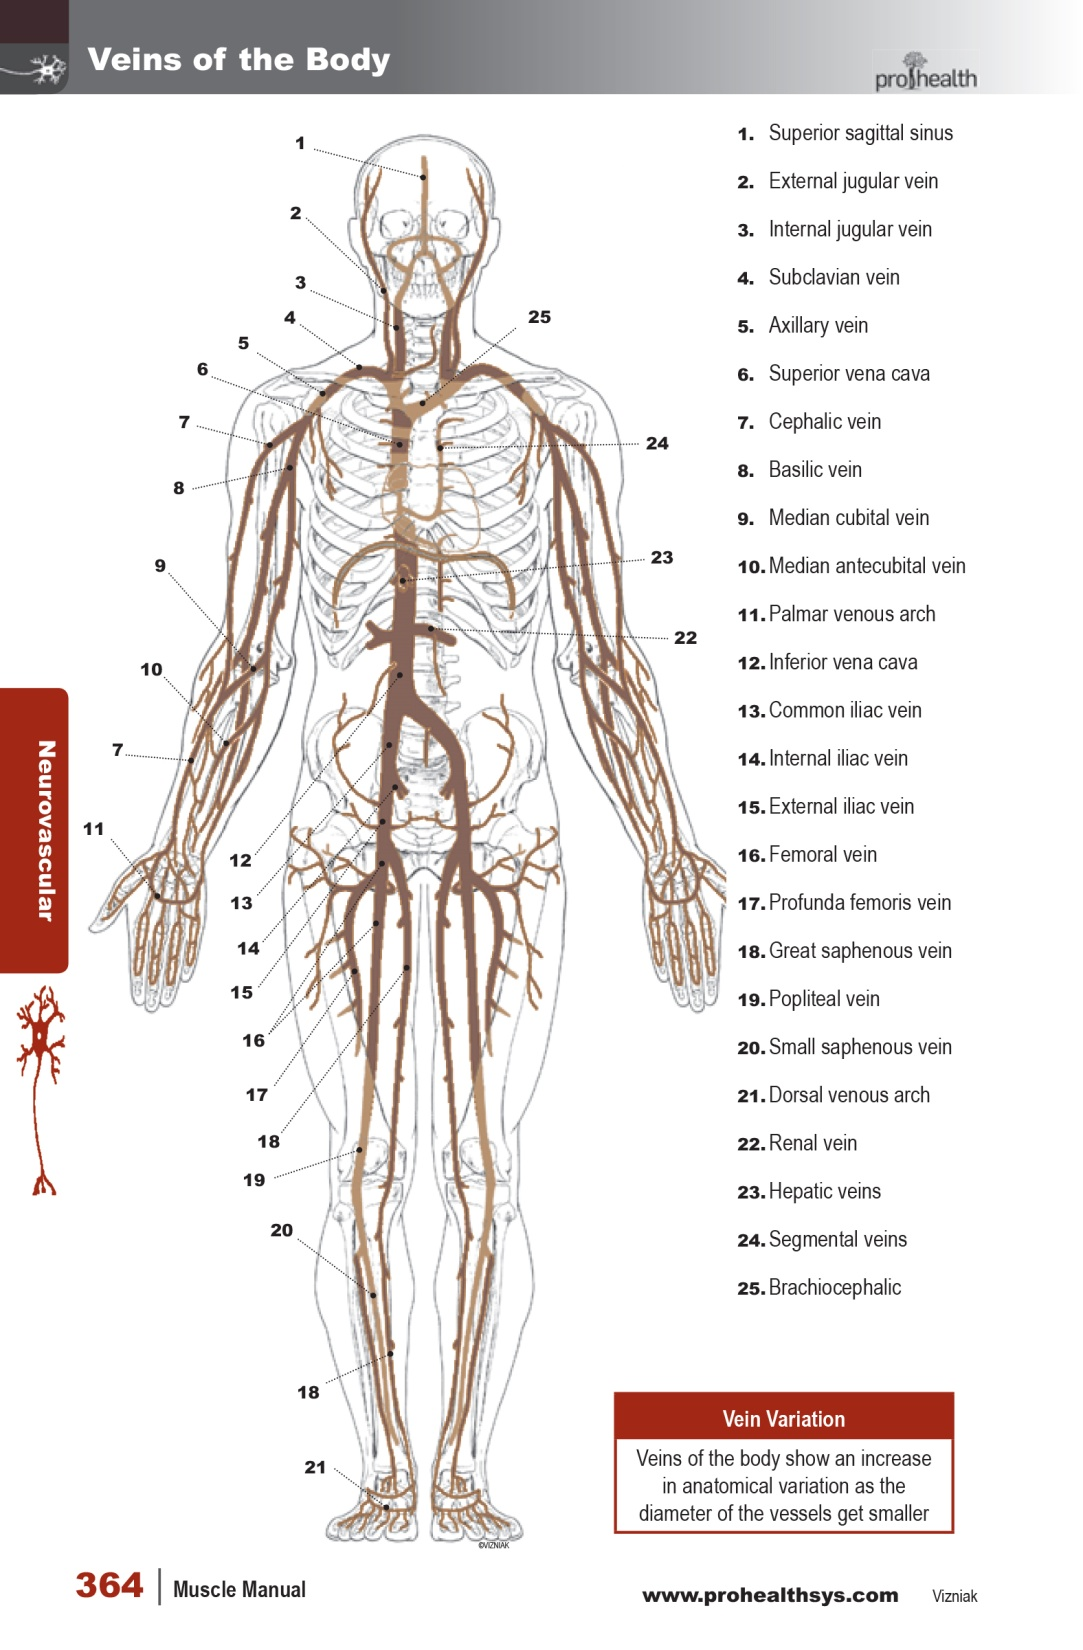 Veins of the Body
prohealth
1
2
3
4
5
6
7
8
9
10
7
11
12
13
14
15
16
17
18
19
20
18
21
25
24
23
22
1. Superior sagittal sinus
2. External jugular vein
3. Internal jugular vein
4. Subclavian vein
5. Axillary vein
6. Superior vena cava
7. Cephalic vein
8. Basilic vein
9. Median cubital vein
10. Median antecubital vein
11. Palmar venous arch
12. Inferior vena cava
13. Common iliac vein
14. Internal iliac vein
15. External iliac vein
16. Femoral vein
17. Profunda femoris vein
18. Great saphenous vein
19. Popliteal vein
20. Small saphenous vein
21. Dorsal venous arch
22. Renal vein
23. Hepatic veins
24. Segmental veins
25. Brachiocephalic
Neurovascular
Vein Variation
Veins of the body show an increase
in anatomical variation as the
diameter of the vessels get smaller
©VIZNIAK
364 Muscle Manual
www.prohealthsys.com Vizniak